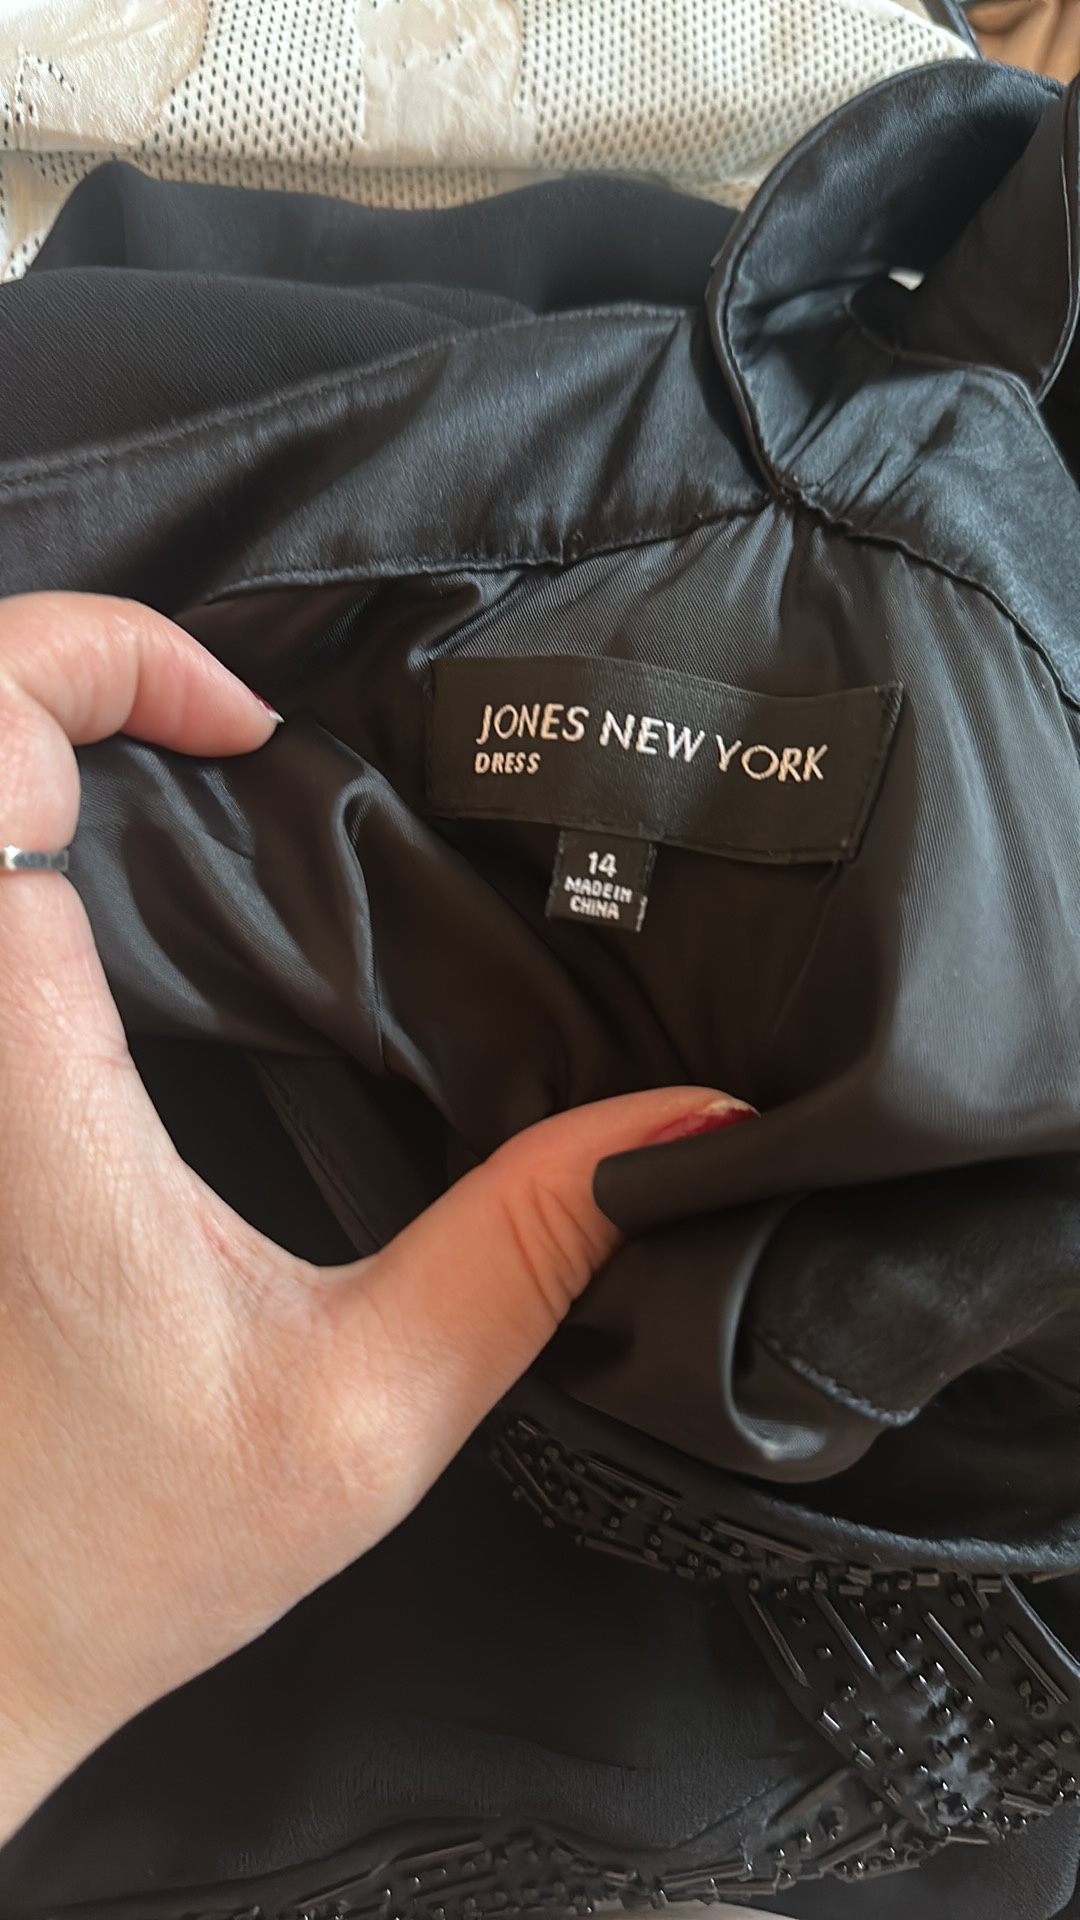 JONES NEW YORK
DRESS
14
MADE IN
CHINA